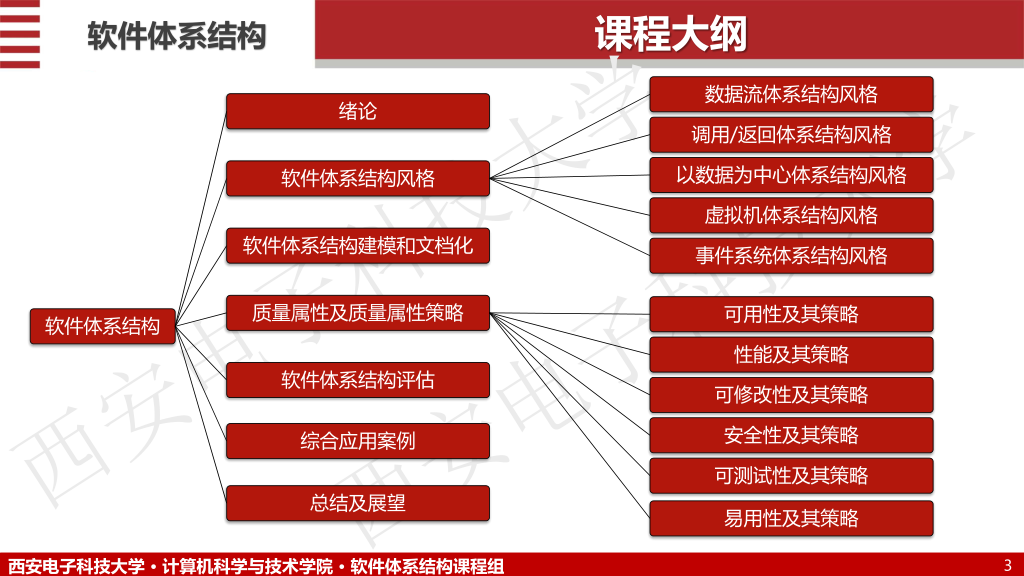 软件体系结构
课程大纲
软件体系结构
绪论
软件体系结构风格
数据流体系结构风格
调用/返回体系结构风格
以数据为中心体系结构风格
虚拟机体系结构风格
事件系统体系结构风格
软件体系结构建模和文档化
质量属性及质量属性策略
可用性及其策略
性能及其策略
可修改性及其策略
安全性及其策略
可测试性及其策略
易用性及其策略
软件体系结构评估
综合应用案例
总结及展望
西安电子科技大学
西安电子科技大学
西安电子科技大学·计算机科学与技术学院·软件体系结构课程组
3